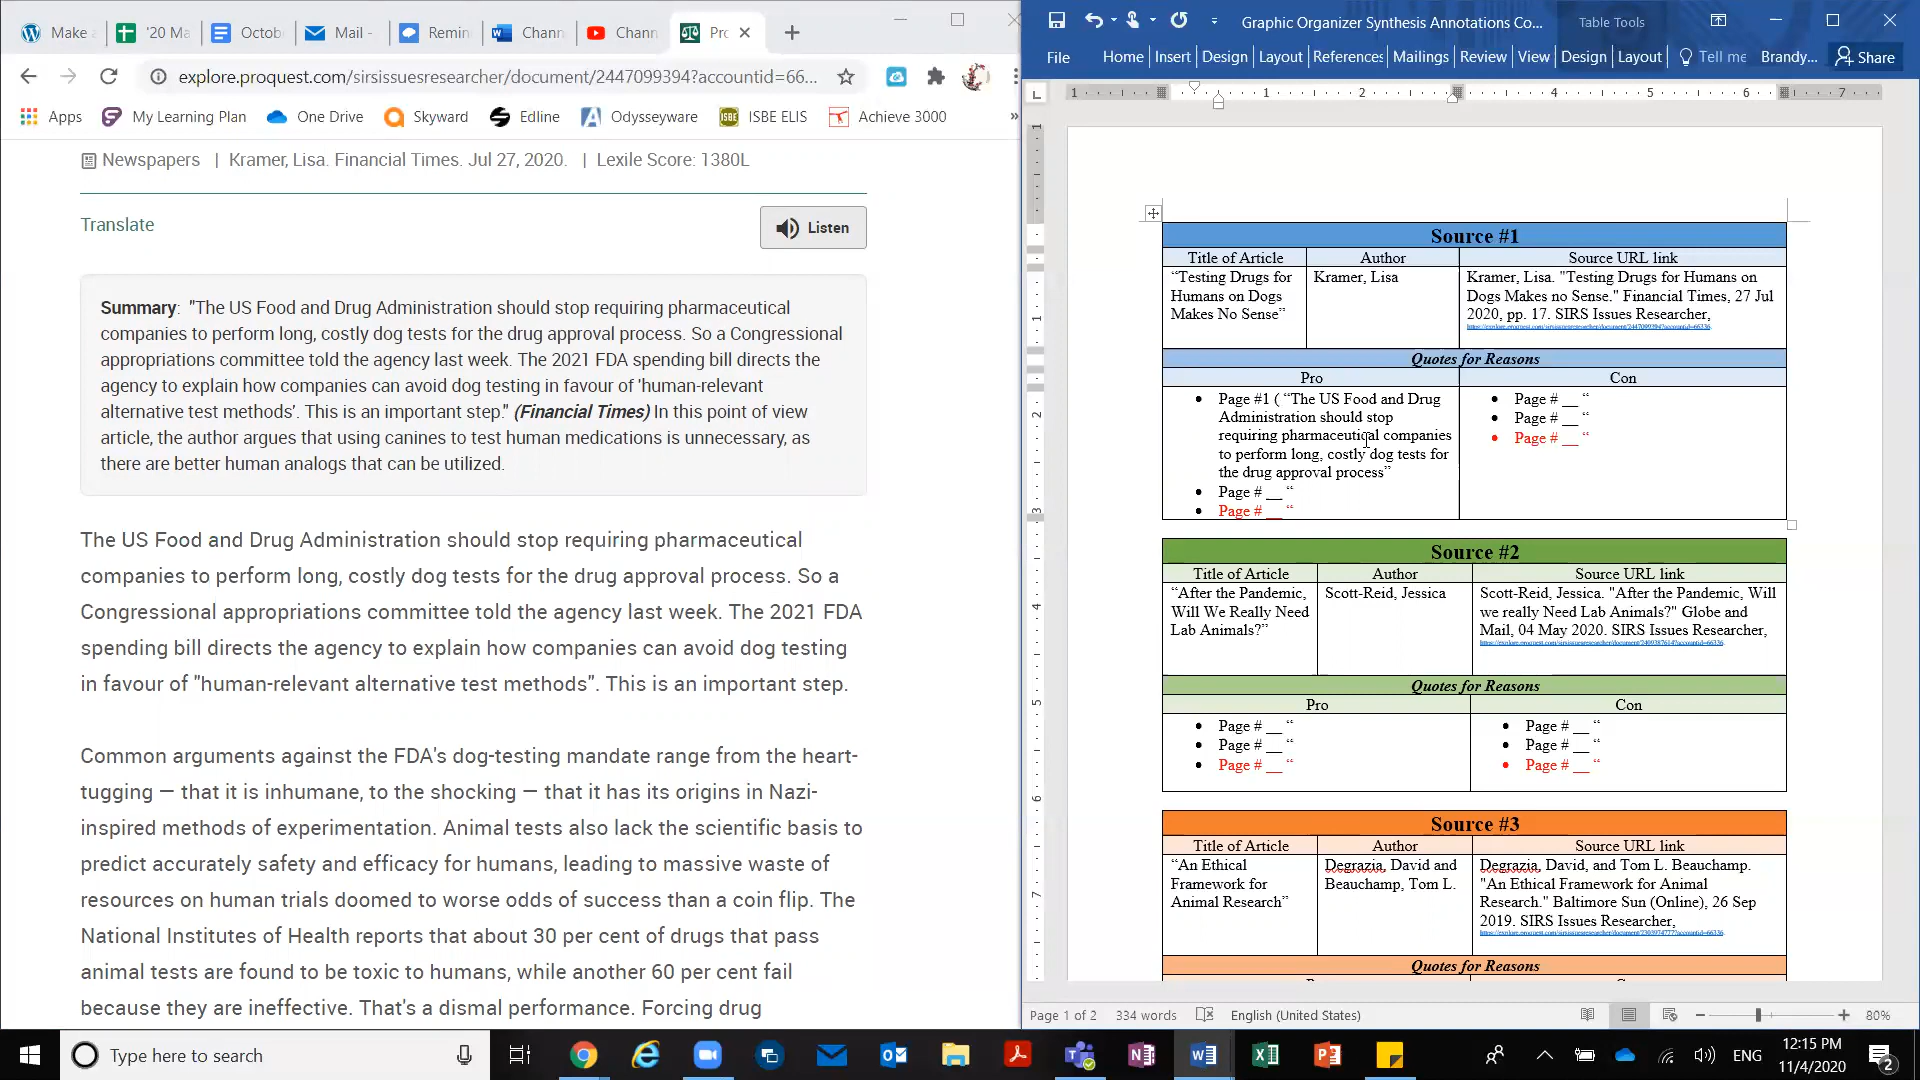 Make
'20 Ma
Octob
Mail -
Remin
Chann
Chann
Pro
explore.proquest.com/sirsissuesresearcher/document/2447099394?accountid=66...
Apps
My Learning Plan
One Drive
Skyward
Edline
Odysseyware
ISBE ELIS
Achieve 3000
»
Newspapers | Kramer, Lisa. Financial Times. Jul 27, 2020. | Lexile Score: 1380L
Translate
Listen
Summary: "The US Food and Drug Administration should stop requiring pharmaceutical
companies to perform long, costly dog tests for the drug approval process. So a Congressional
appropriations committee told the agency last week. The 2021 FDA spending bill directs the
agency to explain how companies can avoid dog testing in favour of 'human-relevant
alternative test methods'. This is an important step." (Financial Times) In this point of view
article, the author argues that using canines to test human medications is unnecessary, as
there are better human analogs that can be utilized.
The US Food and Drug Administration should stop requiring pharmaceutical
companies to perform long, costly dog tests for the drug approval process. So a
Congressional appropriations committee told the agency last week. The 2021 FDA
spending bill directs the agency to explain how companies can avoid dog testing
in favour of "human-relevant alternative test methods". This is an important step.
Common arguments against the FDA's dog-testing mandate range from the heart-
tugging — that it is inhumane, to the shocking — that it has its origins in Nazi-
inspired methods of experimentation. Animal tests also lack the scientific basis to
predict accurately safety and efficacy for humans, leading to massive waste of
resources on human trials doomed to worse odds of success than a coin flip. The
National Institutes of Health reports that about 30 per cent of drugs that pass
animal tests are found to be toxic to humans, while another 60 per cent fail
because they are ineffective. That's a dismal performance. Forcing drug
Graphic Organizer Synthesis Annotations Co...
Table Tools
File
Home
Insert
Design
Layout
References
Mailings
Review
View
Design
Layout
Tell me
Brandy...
Share
L
1 1 2 4 5 6 7
1
1
2
3
4
5
6
7
Source #1
Title of Article
Author
Source URL link
“Testing Drugs for
Humans on Dogs
Makes No Sense”
Kramer, Lisa
Kramer, Lisa. "Testing Drugs for Humans on
Dogs Makes no Sense." Financial Times, 27 Jul
2020, pp. 17. SIRS Issues Researcher,
https://explore.proquest.com/sirsissuesresearcher/document/2447099394?accountid=66336.
Quotes for Reasons
Pro
Con
• Page #1 ( “The US Food and Drug
Administration should stop
requiring pharmaceutical companies
to perform long, costly dog tests for
the drug approval process”
• Page # __ “
• Page # __ “
• Page # __ “
• Page # __ “
• Page # __ “
Source #2
Title of Article
Author
Source URL link
“After the Pandemic,
Will We Really Need
Lab Animals?”
Scott-Reid, Jessica
Scott-Reid, Jessica. "After the Pandemic, Will
we really Need Lab Animals?" Globe and
Mail, 04 May 2020. SIRS Issues Researcher,
Quotes for Reasons
Pro
Con
• Page # __ “
• Page # __ “
• Page # __ “
• Page # __ “
• Page # __ “
• Page # __ “
Source #3
Title of Article
Author
Source URL link
“An Ethical
Framework for
Animal Research”
Degrazia, David and
Beauchamp, Tom L.
Degrazia, David, and Tom L. Beauchamp.
"An Ethical Framework for Animal
Research." Baltimore Sun (Online), 26 Sep
2019. SIRS Issues Researcher,
Quotes for Reasons
Page 1 of 2
334 words
English (United States)
80%
Type here to search
ENG
12:15 PM
11/4/2020
2